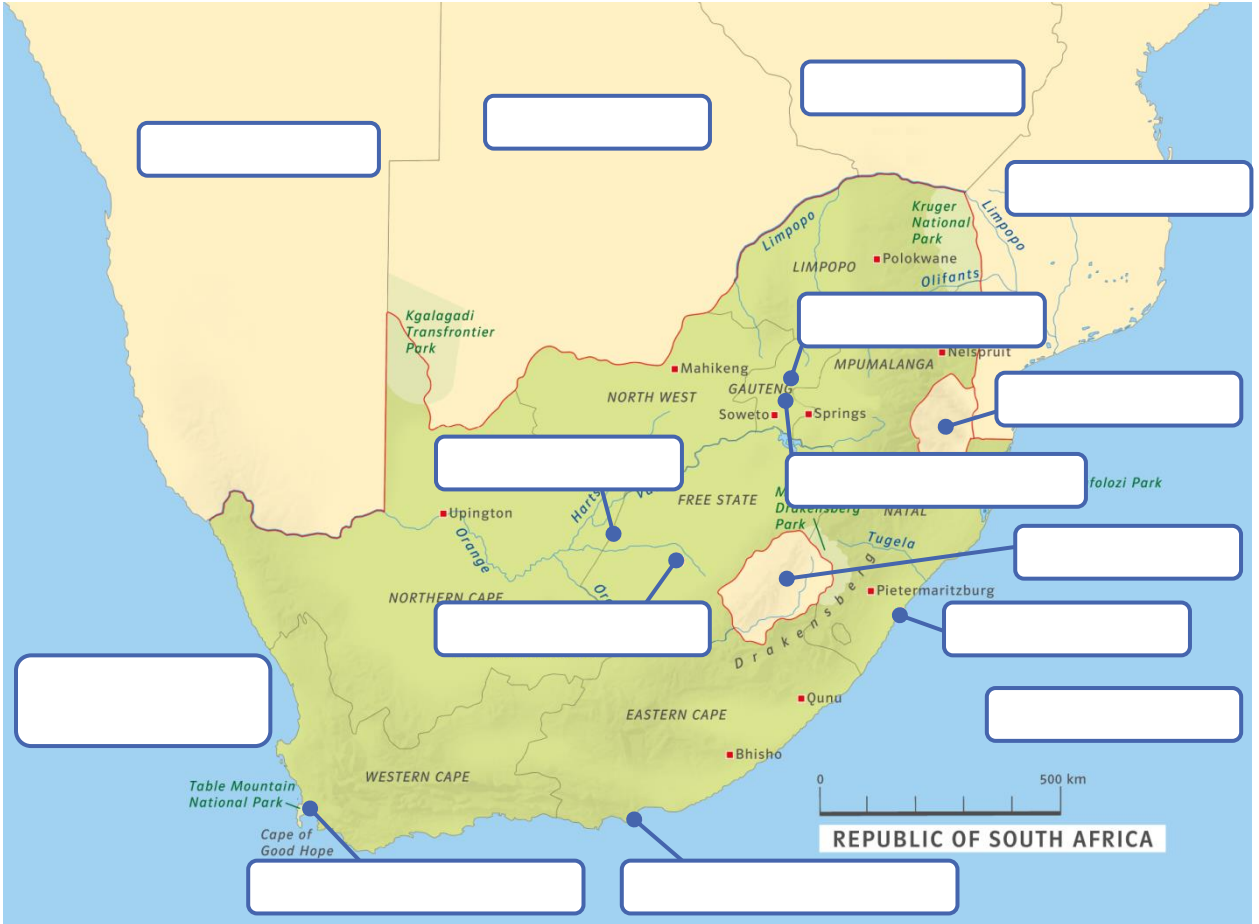 Kruger
National
Park
Limpopo
Limpopo
LIMPOPO
Polokwane
Olifants
Kgalagadi
Transfrontier
Park
Nelspruit
MPUMALANGA
Mahikeng
GAUTENG
NORTH WEST
Soweto
Springs
folozi Park
Harts
FREE STATE
Drakensberg
Park
NATAL
Upington
Orange
Tugela
NORTHERN CAPE
Pietermaritzburg
Drakensberg
Qunu
EASTERN CAPE
Bhisho
WESTERN CAPE
Table Mountain
National Park
Cape of
Good Hope
0 500 km
REPUBLIC OF SOUTH AFRICA